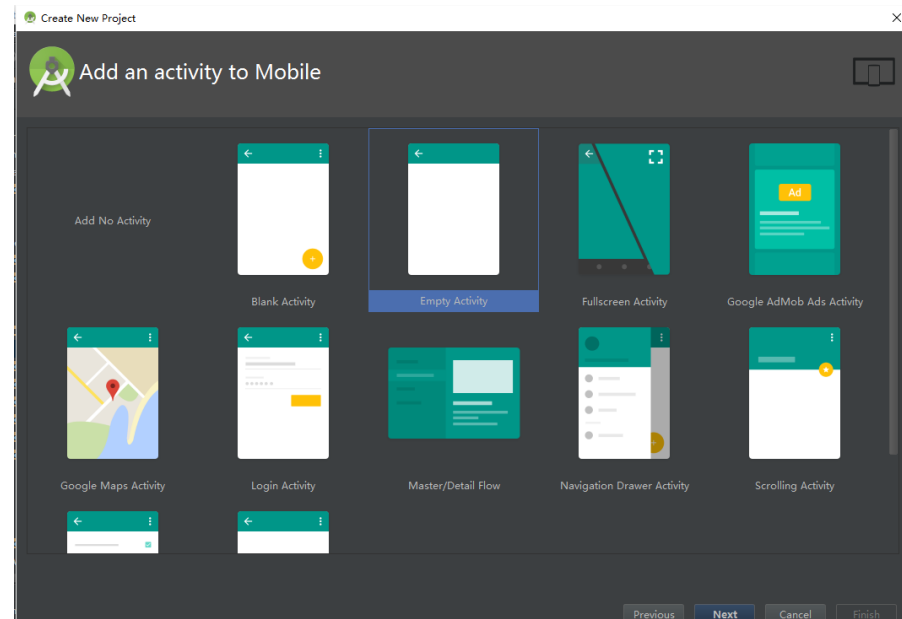 Create New Project
Add an activity to Mobile
Add No Activity
Blank Activity
Empty Activity
Fullscreen Activity
Ad
Google AdMob Ads Activity
Google Maps Activity
Login Activity
Master/Detail Flow
Navigation Drawer Activity
Scrolling Activity
Previous
Next
Cancel
Finish